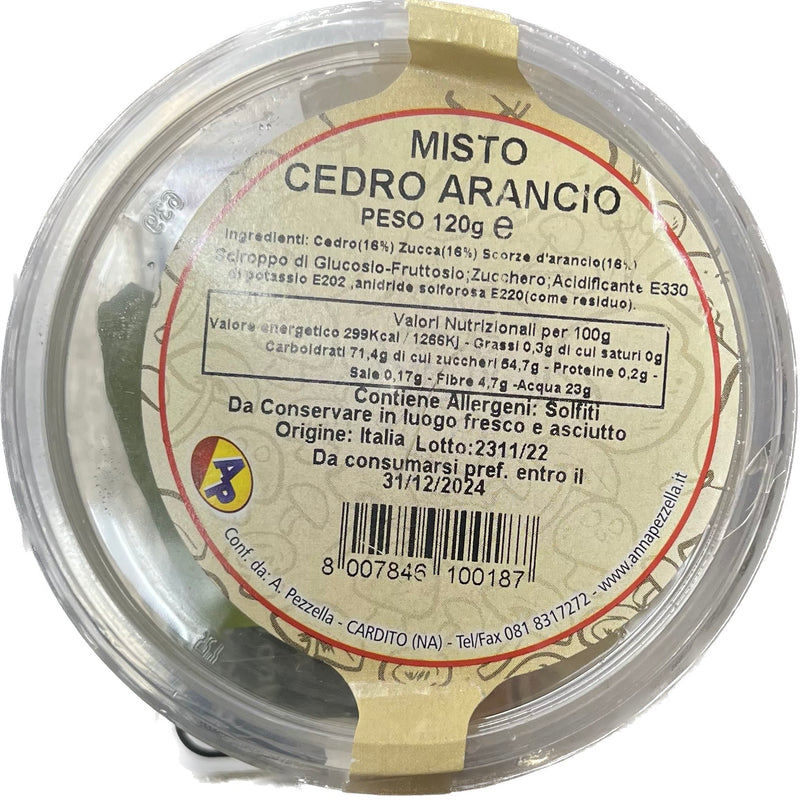 MISTO
CEDRO ARANCIO
PESO 120g e
Ingredienti: Cedro(16%) Zucca(16%) Scorze d'arancio(16%)
Sciroppo di Glucosio-Fruttosio;Zucchero;Acidificante E330
di potassio E202 ,anidride solforosa E220(come residuo).
Valori Nutrizionali per 100g
Valore energetico 299Kcal / 1266Kj - Grassi 0,3g di cui saturi 0g
Carboidrati 71,4g di cui zuccheri 54,7g - Proteine 0,2g -
Sale 0,17g - Fibre 4,7g -Acqua 23g
Contiene Allergeni: Solfiti
Da Conservare in luogo fresco e asciutto
Origine: Italia Lotto:2311/22
Da consumarsi pref. entro il
31/12/2024
AP
8 007846 100187
Conf. da: A. Pezzella - CARDITO (NA) - Tel/Fax 081 8317272 - www.annapezzella.it